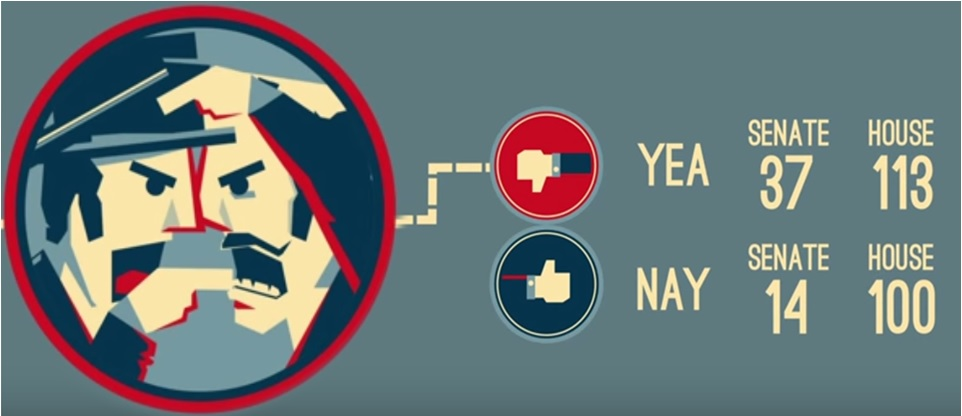 YEA SENATE HOUSE
37 113
NAY SENATE HOUSE
14 100